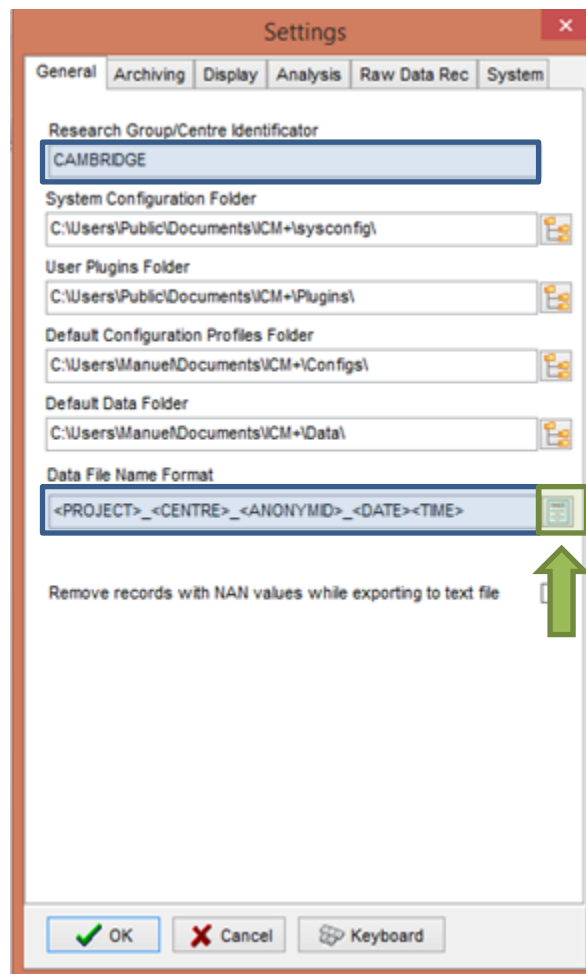 Settings
General Archiving Display Analysis Raw Data Rec System
Research Group/Centre Identificator
CAMBRIDGE
System Configuration Folder
C:\Users\Public\Documents\ICM+\sysconfig\
User Plugins Folder
C:\Users\Public\Documents\ICM+\Plugins\
Default Configuration Profiles Folder
C:\Users\Manuel\Documents\ICM+\Configs\
Default Data Folder
C:\Users\Manuel\Documents\ICM+\Data\
Data File Name Format
<PROJECT>_<CENTRE>_<ANONYMID>_<DATE><TIME>
Remove records with NAN values while exporting to text file
OK Cancel Keyboard